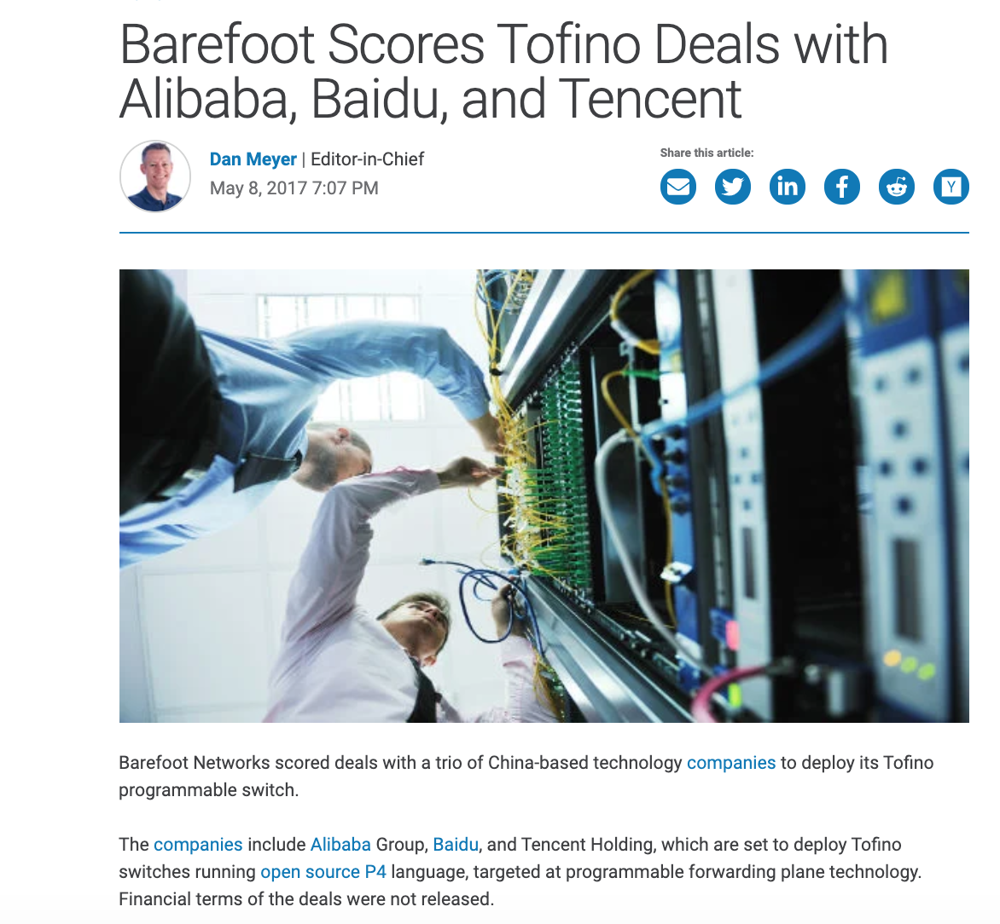 Barefoot Scores Tofino Deals with
Alibaba, Baidu, and Tencent
Dan Meyer | Editor-in-Chief
May 8, 2017 7:07 PM
Share this article:
Barefoot Networks scored deals with a trio of China-based technology companies to deploy its Tofino
programmable switch.
The companies include Alibaba Group, Baidu, and Tencent Holding, which are set to deploy Tofino
switches running open source P4 language, targeted at programmable forwarding plane technology.
Financial terms of the deals were not released.